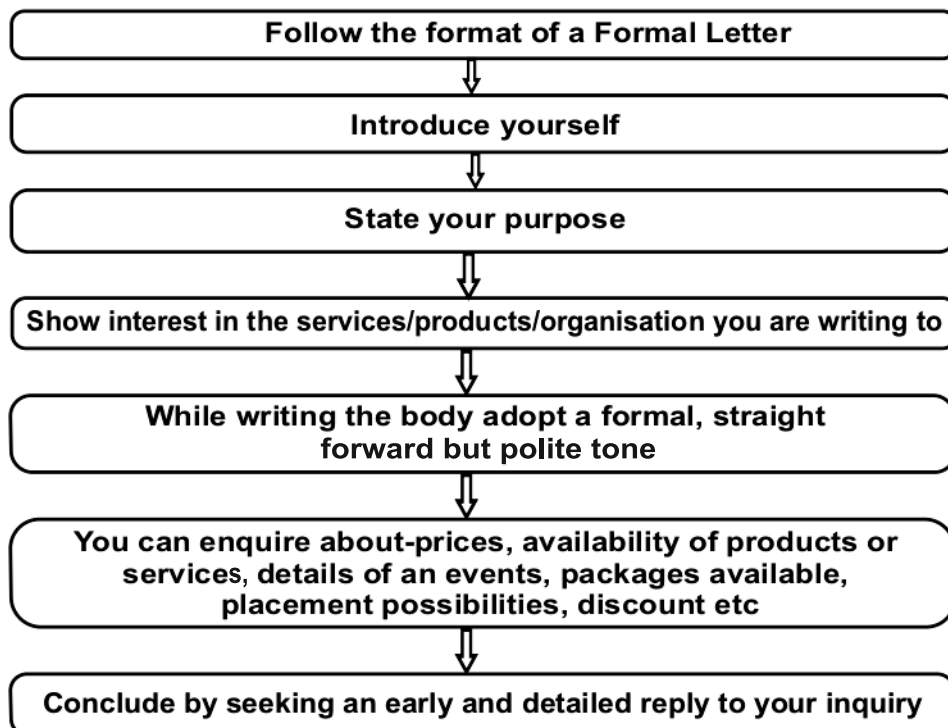 Follow the format of a Formal Letter
Introduce yourself
State your purpose
Show interest in the services/products/organisation you are writing to
While writing the body adopt a formal, straight
forward but polite tone
You can enquire about-prices, availability of products or
services, details of an events, packages available,
placement possibilities, discount etc
Conclude by seeking an early and detailed reply to your inquiry